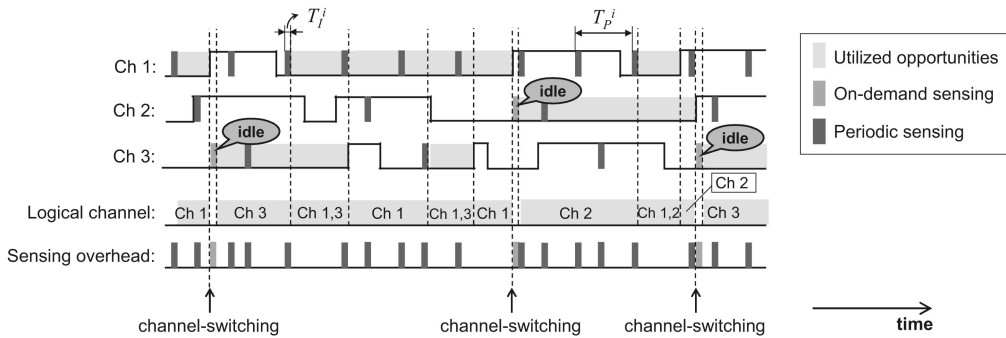 T_I^i
T_P^i
Ch 1:
Ch 2:
Ch 3:
idle
idle
idle
Utilized opportunities
On-demand sensing
Periodic sensing
Ch 2
Logical channel:
Ch 1
Ch 3
Ch 1,3
Ch 1
Ch 1,3
Ch 1
Ch 2
Ch 1,2
Ch 3
Sensing overhead:
channel-switching
channel-switching
channel-switching
time